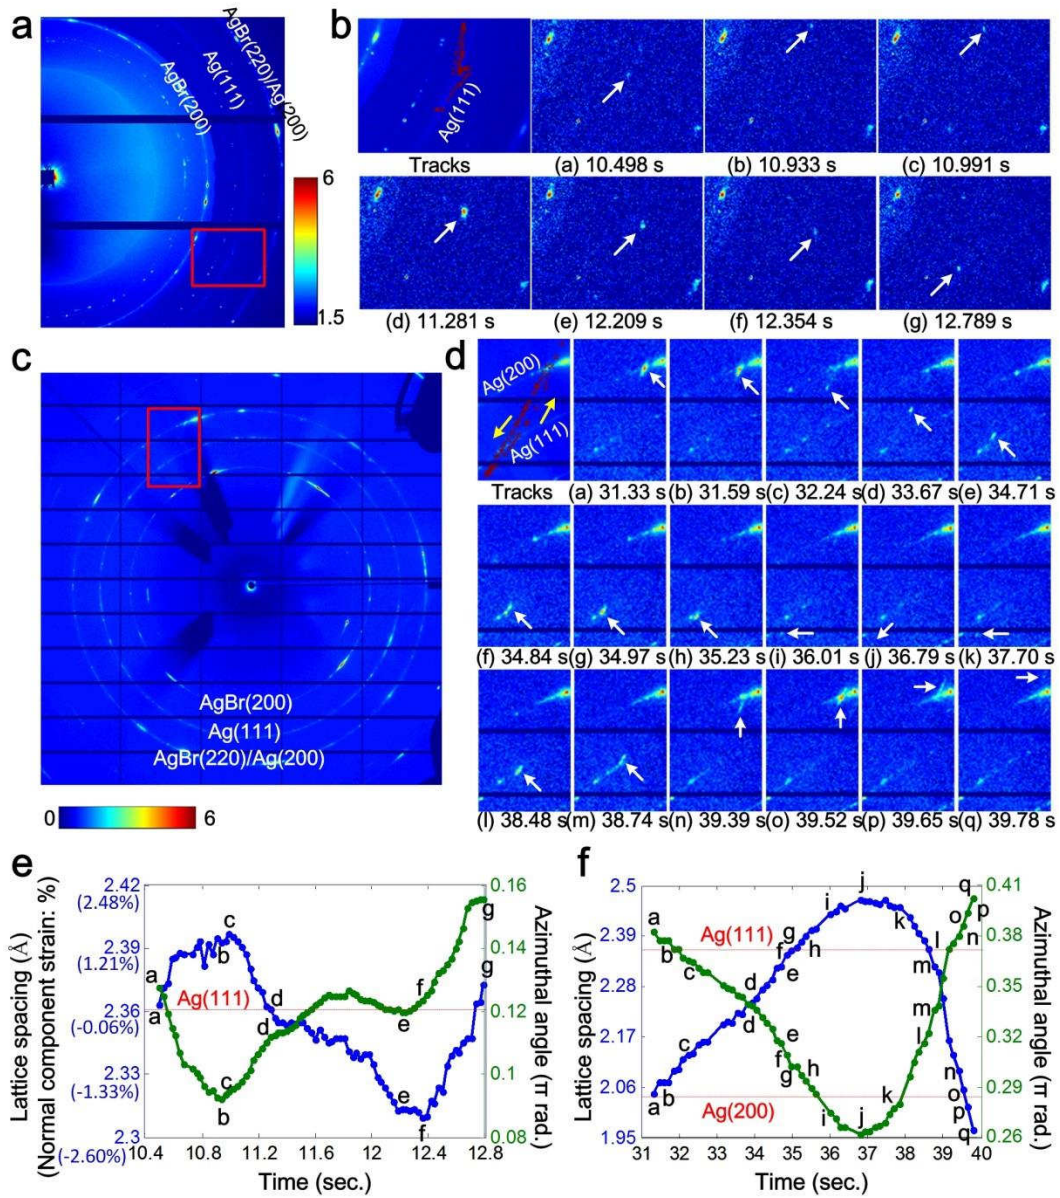 a
AgBr(200)
Ag(111)
AgBr(220)/Ag(200)
6
1.5
b
Ag(111)
Tracks
(a) 10.498 s
(b) 10.933 s
(c) 10.991 s
(d) 11.281 s
(e) 12.209 s
(f) 12.354 s
(g) 12.789 s
c
AgBr(200)
Ag(111)
AgBr(220)/Ag(200)
0
6
d
Ag(200)
Ag(111)
Tracks
(a) 31.33 s
(b) 31.59 s
(c) 32.24 s
(d) 33.67 s
(e) 34.71 s
(f) 34.84 s
(g) 34.97 s
(h) 35.23 s
(i) 36.01 s
(j) 36.79 s
(k) 37.70 s
(l) 38.48 s
(m) 38.74 s
(n) 39.39 s
(o) 39.52 s
(p) 39.65 s
(q) 39.78 s
e
Lattice spacing (Å)
(Normal component strain: %)
2.42
(2.48%)
2.39
(1.21%)
2.36
(-0.06%)
2.33
(-1.33%)
2.3
(-2.60%)
a
b
c
d
e
f
g
a
b
c
d
e
f
g
Ag(111)
0.16
0.14
0.12
0.10
0.08
Azimuthal angle (π rad.)
10.4 10.8 11.2 11.6 12 12.4 12.8
Time (sec.)
f
Lattice spacing (Å)
2.5
2.39
2.28
2.17
2.06
1.95
a
b
c
d
e
f
g
h
i
j
k
l
m
n
o
p
q
a
b
c
d
e
f
g
h
i
j
k
l
m
n
o
p
q
Ag(111)
Ag(200)
0.41
0.38
0.35
0.32
0.29
0.26
Azimuthal angle (π rad.)
31 32 33 34 35 36 37 38 39 40
Time (sec.)